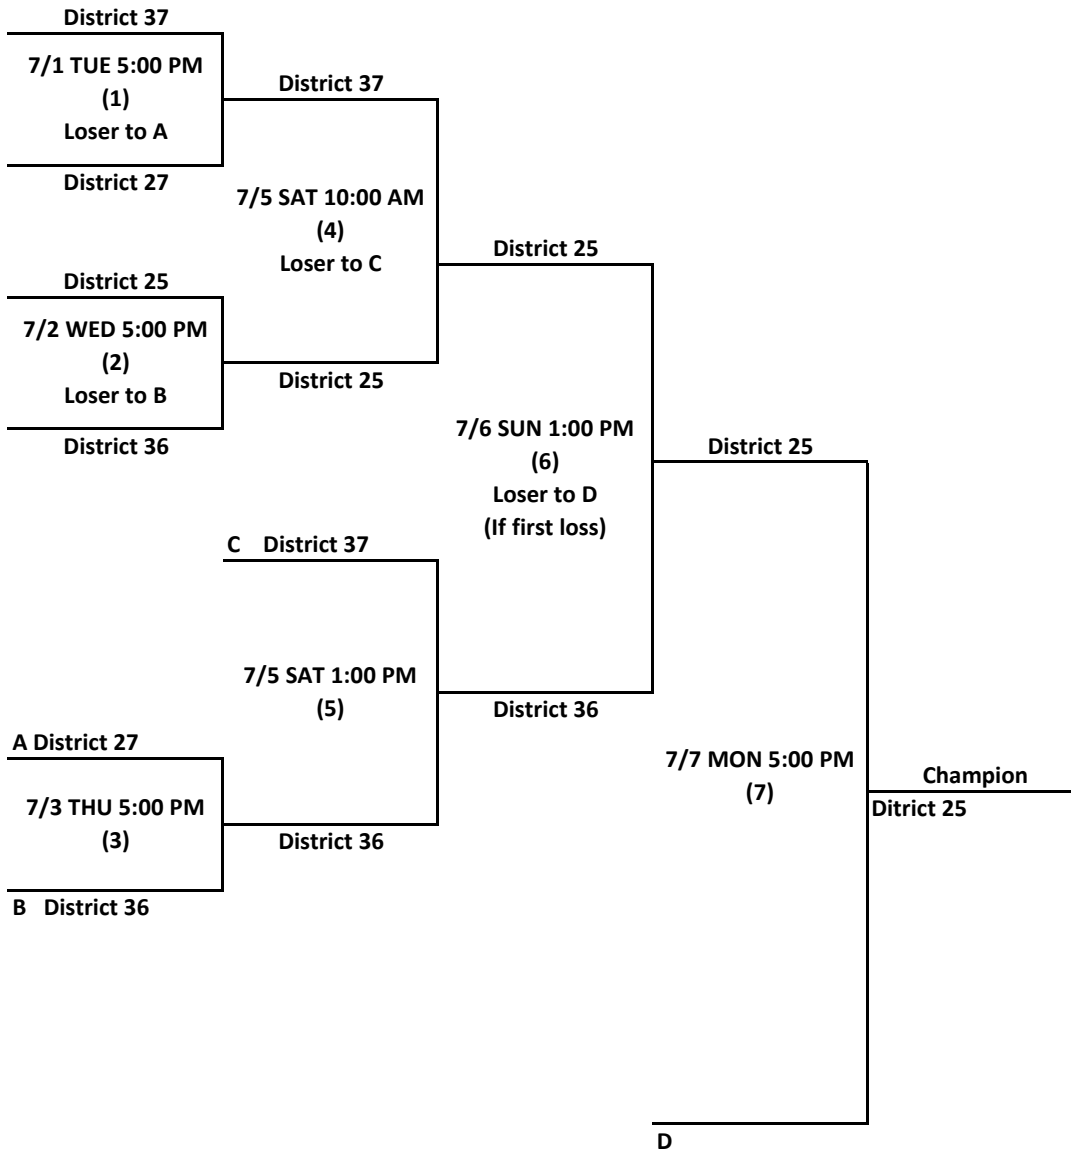 District 37
7/1 TUE 5:00 PM
(1)
Loser to A
District 27
District 37
7/5 SAT 10:00 AM
(4)
Loser to C
District 25
7/2 WED 5:00 PM
(2)
Loser to B
District 36
District 25
District 25
7/6 SUN 1:00 PM
(6)
Loser to D
(If first loss)
District 25
C District 37
7/5 SAT 1:00 PM
(5)
District 36
A District 27
7/3 THU 5:00 PM
(3)
B District 36
District 36
7/7 MON 5:00 PM
(7)
Champion
Ditrict 25
D